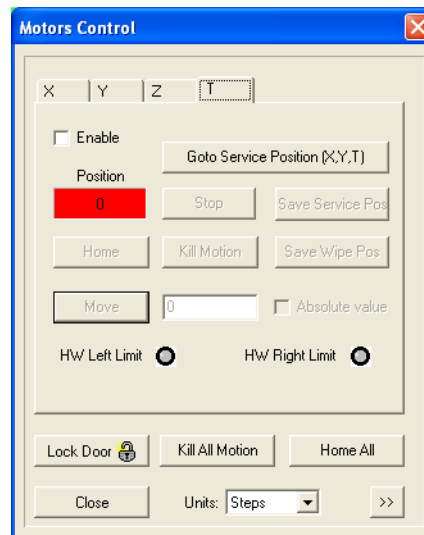 Motors Control
X Y Z T
Enable
Goto Service Position (X,Y,T)
Position
0 Stop Save Service Pos
Home Kill Motion Save Wipe Pos
Move 0 Absolute value
HW Left Limit HW Right Limit
Lock Door Kill All Motion Home All
Close Units: Steps >>